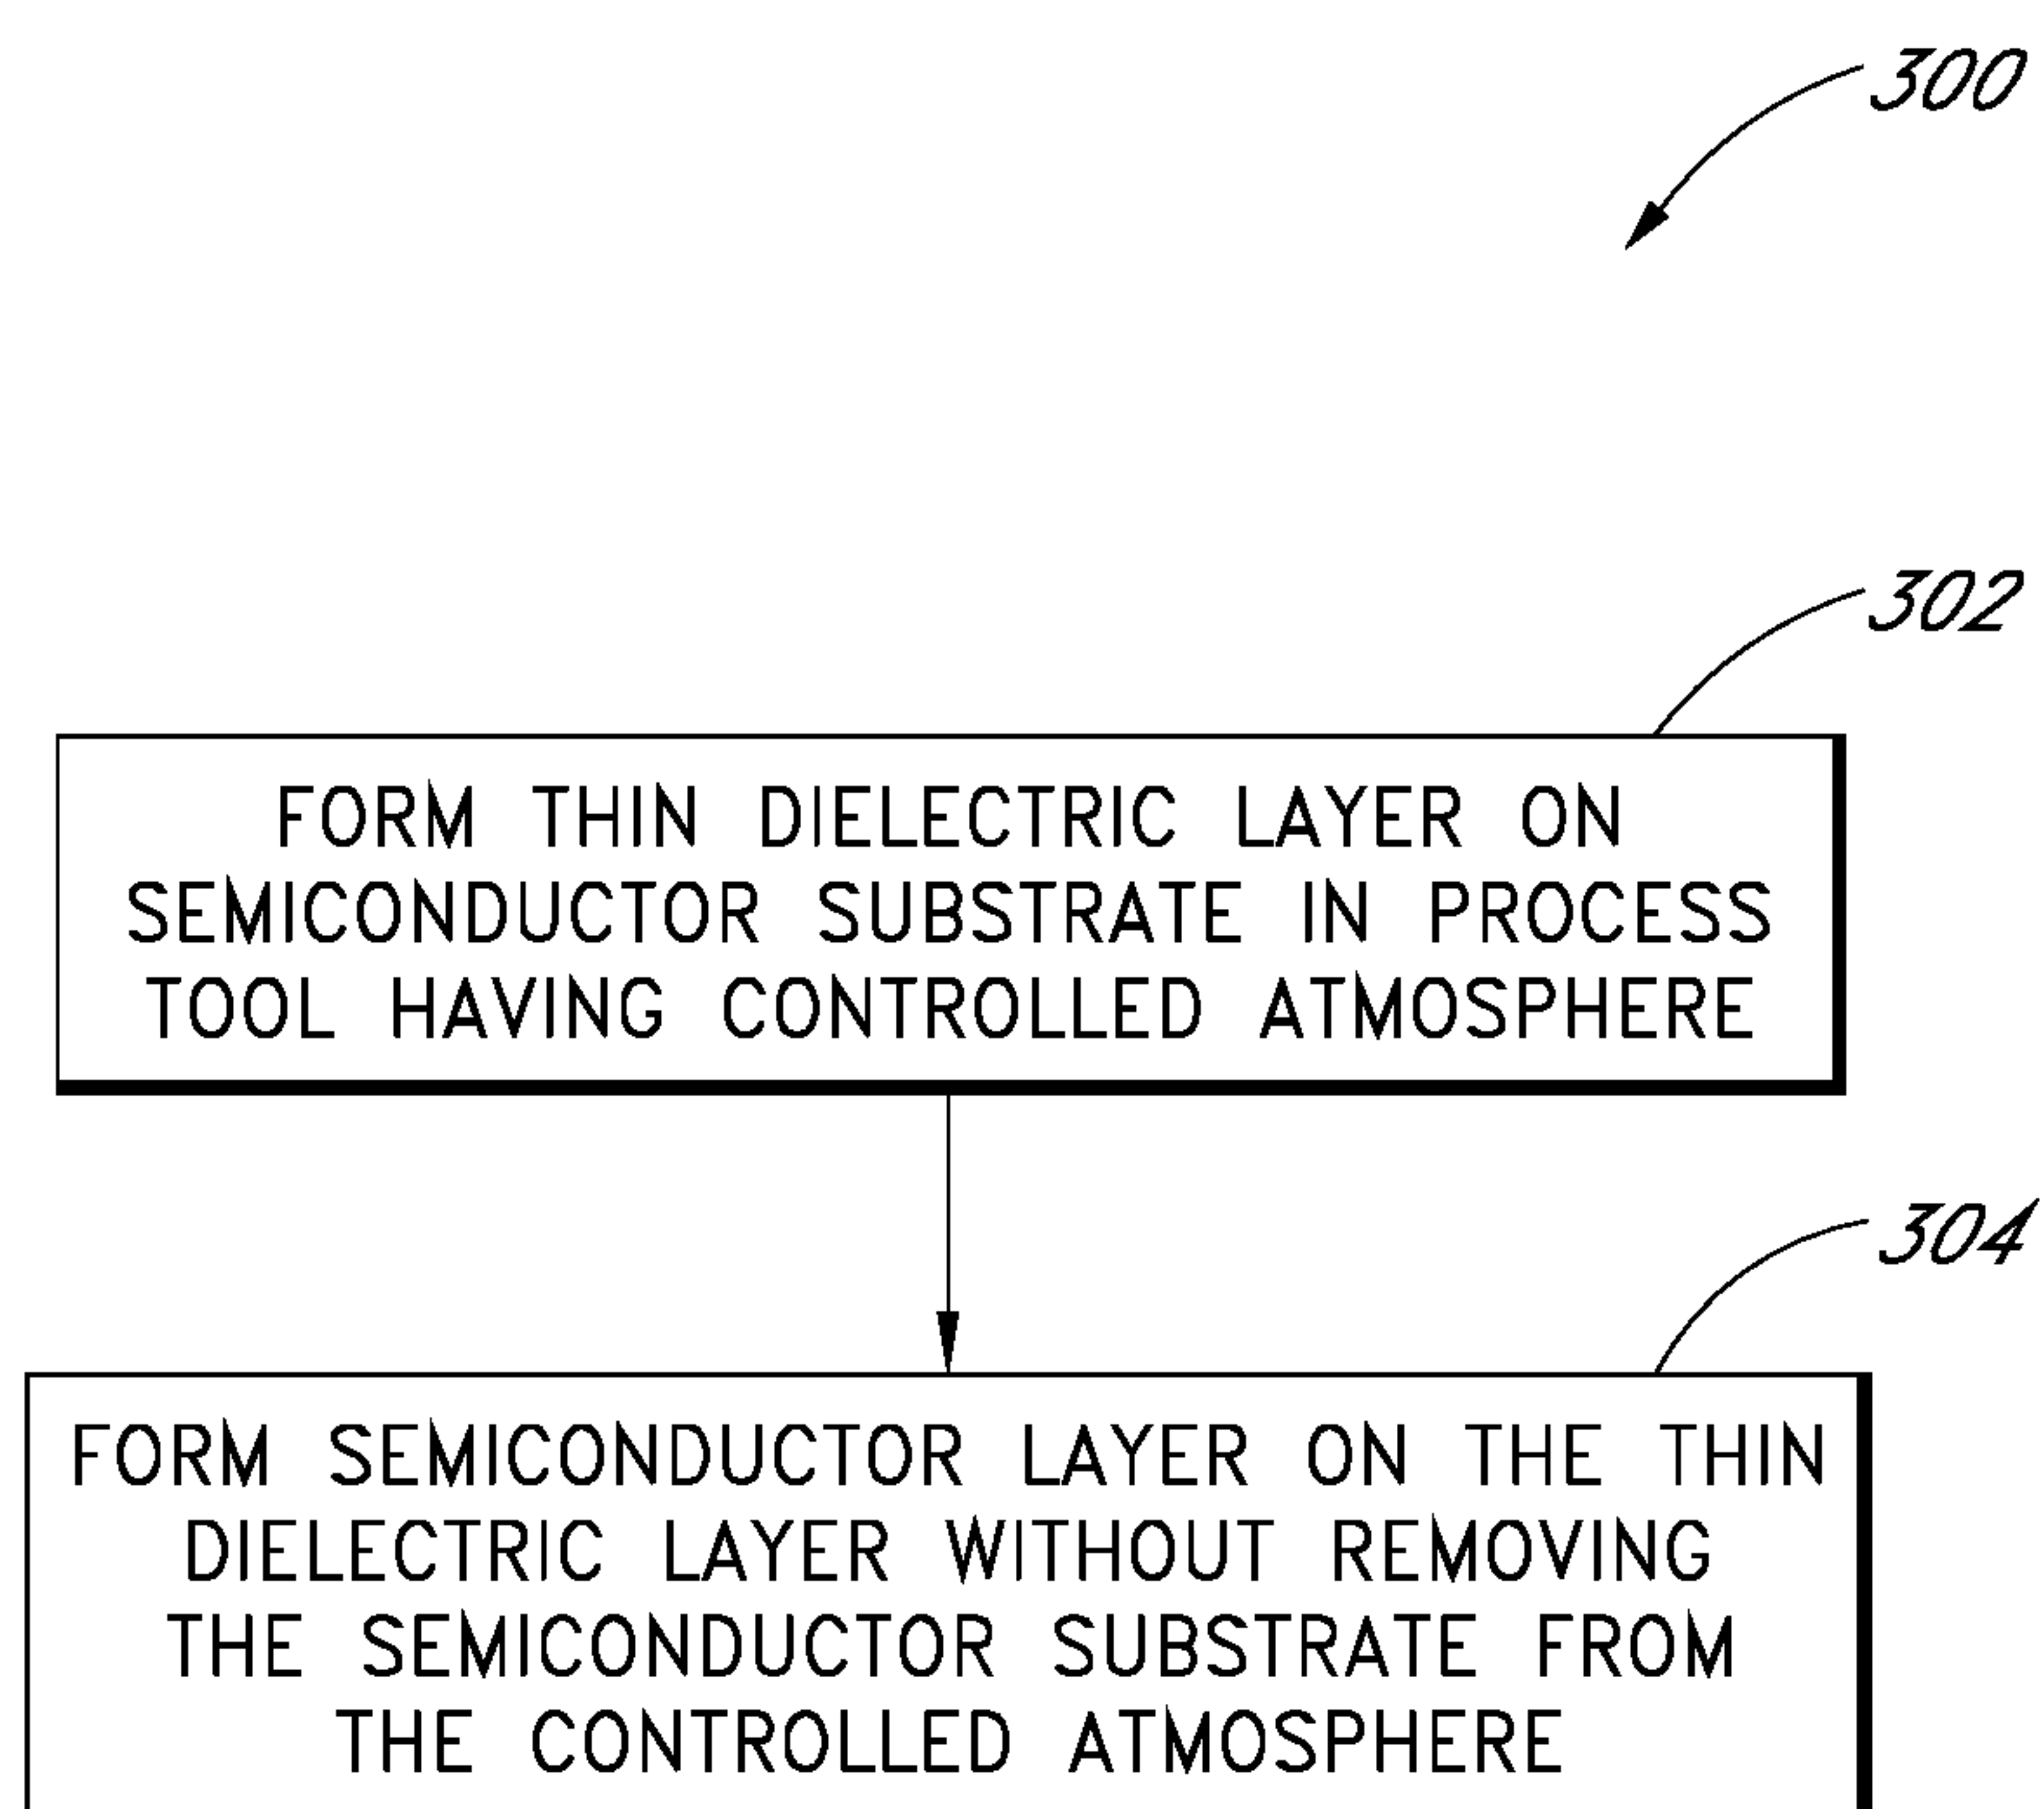 300
302
FORM THIN DIELECTRIC LAYER ON
SEMICONDUCTOR SUBSTRATE IN PROCESS
TOOL HAVING CONTROLLED ATMOSPHERE
304
FORM SEMICONDUCTOR LAYER ON THE THIN
DIELECTRIC LAYER WITHOUT REMOVING
THE SEMICONDUCTOR SUBSTRATE FROM
THE CONTROLLED ATMOSPHERE